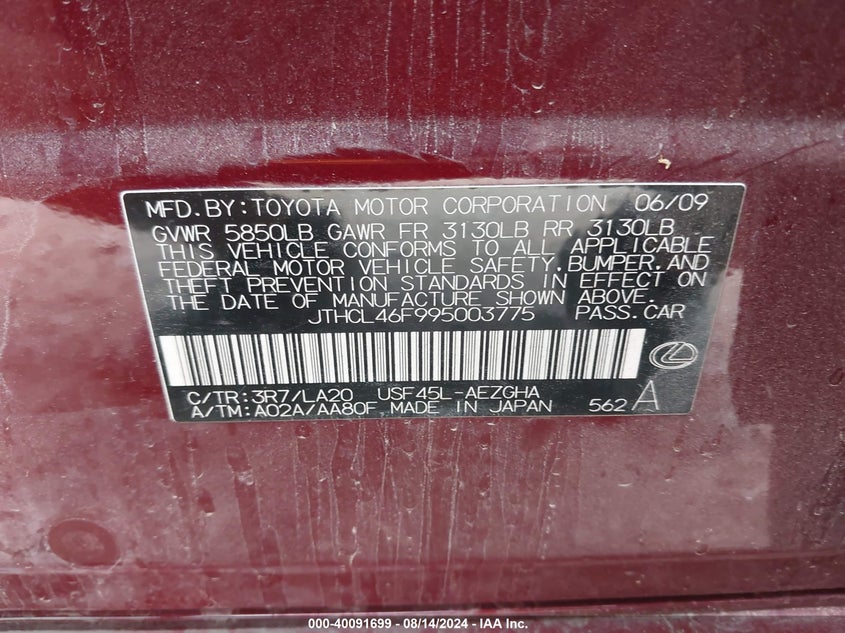 MFD.BY:TOYOTA MOTOR CORPORATION 06/09
GVWR 5850LB GAWR FR 3130LB RR 3130LB
THIS VEHICLE CONFORMS TO ALL APPLICABLE
FEDERAL MOTOR VEHICLE SAFETY,BUMPER,AND
THEFT PREVENTION STANDARDS IN EFFECT ON
THE DATE OF MANUFACTURE SHOWN ABOVE.
JTHCL46F995003775 PASS.CAR
C/TR:3R7/LA20 USF45L-AEZGHA
A/TM:A02A/AA80F MADE IN JAPAN 562 A
000-40091699 - 08/14/2024 - IAA Inc.